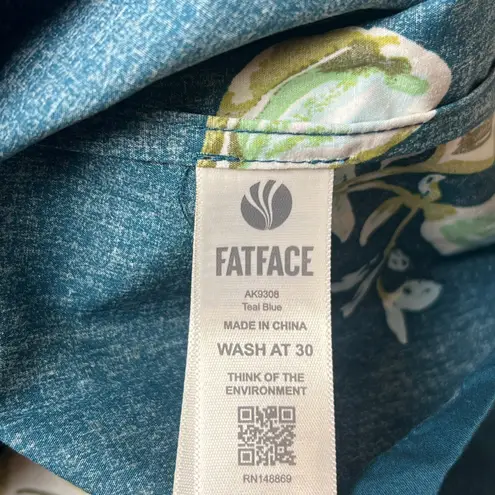 FATFACE
AK9308
Teal Blue
MADE IN CHINA
WASH AT 30
THINK OF THE
ENVIRONMENT
RN148869